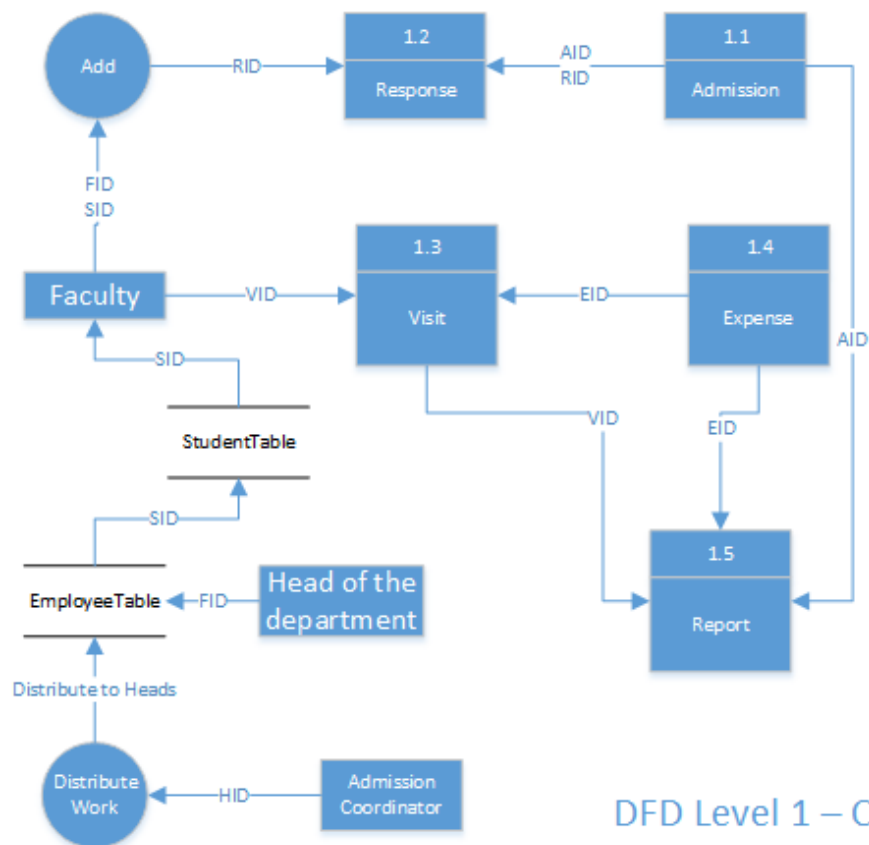 Add
RID
1.2
Response
AID
RID
1.1
Admission
FID
SID
Faculty
VID
1.3
Visit
EID
1.4
Expense
AID
SID
StudentTable
VID
EID
SID
EmployeeTable
FID
Head of the
department
1.5
Report
Distribute to Heads
Distribute
Work
HID
Admission
Coordinator
DFD Level 1 –